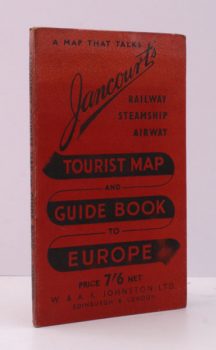 A MAP THAT TALKS
Jancourt's
RAILWAY
STEAMSHIP
AIRWAY
TOURIST MAP
AND
GUIDE BOOK
TO
EUROPE
PRICE 7/6 NET
W. & A. K. JOHNSTON LTD.
EDINBURGH & LONDON